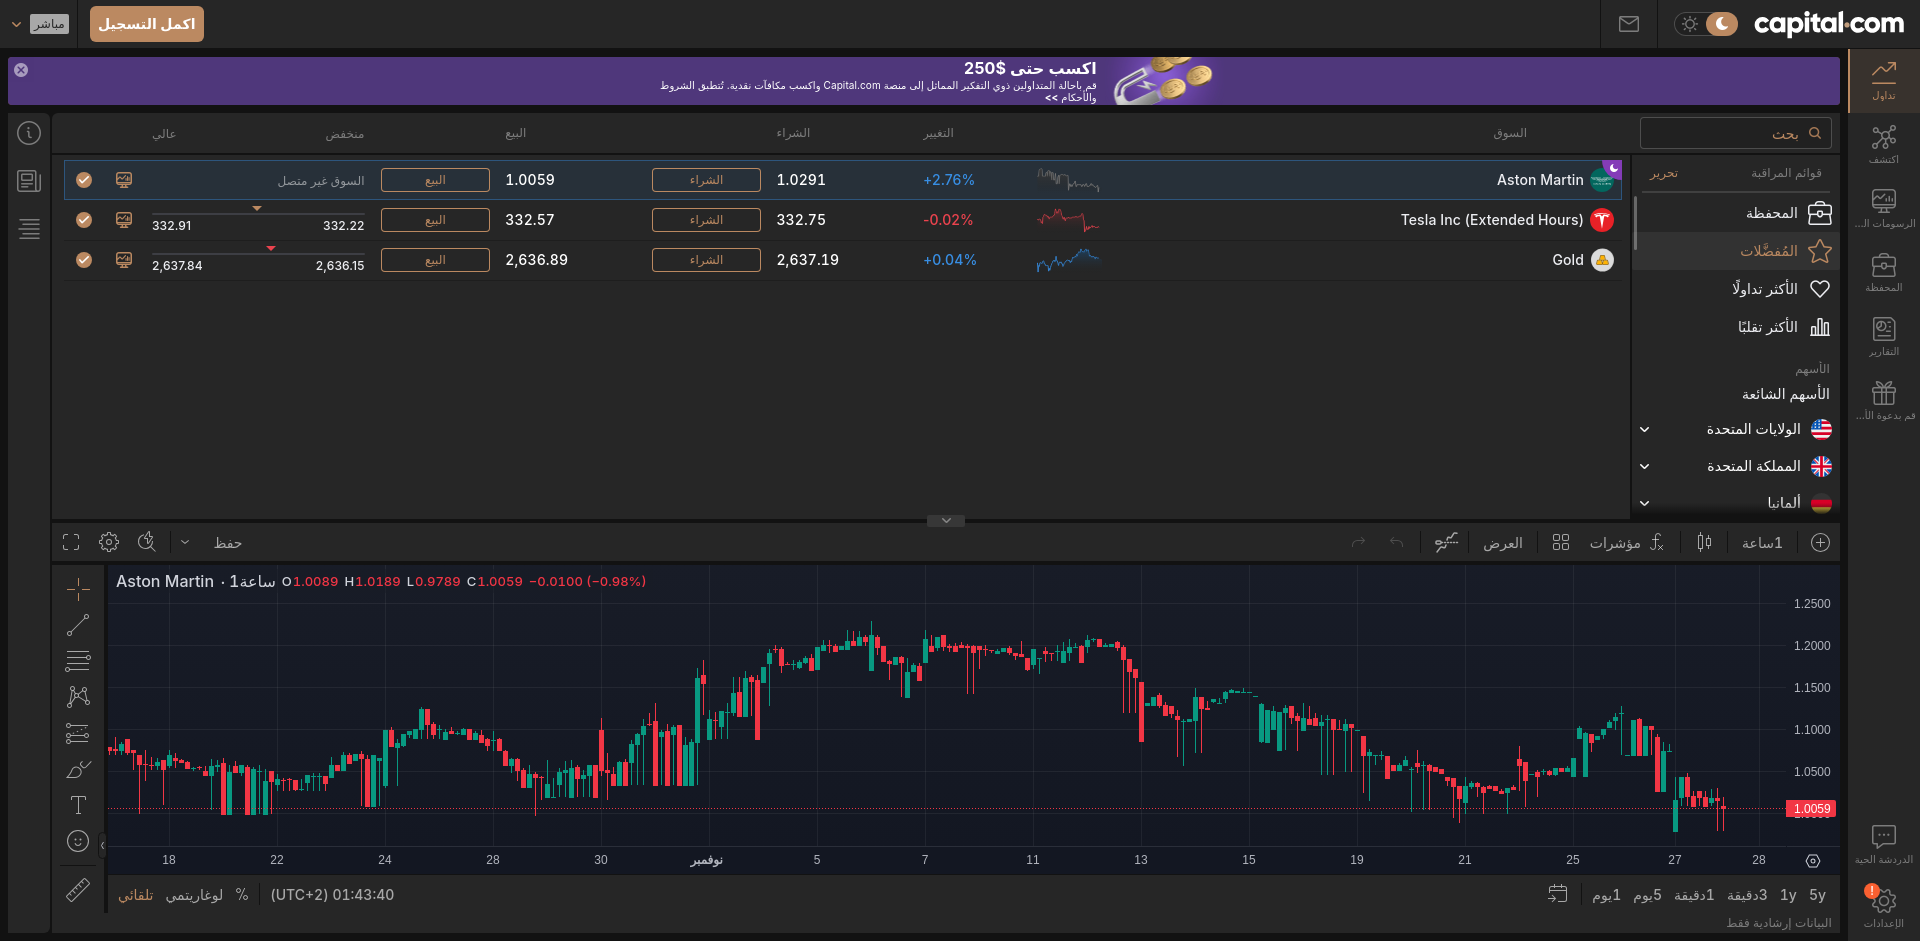 capital.com
اكمل التسجيل
مباشر
اكسب حتى 250$
قم بإحالة المتداولين ذوي التفكير المماثل إلى منصة Capital.com واكسب مكافآت نقدية. تُنطبق الشروط
والأحكام >>
تداول
اكتشف
الرسومات الـ...
المحفظة
التقارير
قم بدعوة الأ...
الدردشة الحية
!
الإعدادات
بحث
قوائم المراقبة
تحرير
المحفظة
المُفضَّلات
الأكثر تداولًا
الأكثر تقلبًا
الأسهم
الأسهم الشائعة
الولايات المتحدة
المملكة المتحدة
ألمانيا
السوق التغيير الشراء البيع منخفض عالي
Aston Martin +2.76% 1.0291 الشراء 1.0059 البيع السوق غير متصل
Tesla Inc (Extended Hours) -0.02% 332.75 الشراء 332.57 البيع 332.22 332.91
Gold +0.04% 2,637.19 الشراء 2,636.89 البيع 2,636.15 2,637.84
1ساعة مؤشرات العرض حفظ
Aston Martin · 1ساعة O1.0089 H1.0189 L0.9789 C1.0059 −0.0100 (−0.98%)
1.2500
1.2000
1.1500
1.1000
1.0500
1.0059
18 22 24 28 30 نوفمبر 5 7 11 13 15 19 21 25 27 28
5y 1y 3دقيقة 1دقيقة 5يوم 1يوم
01:43:40 (UTC+2)
% لوغاريتمي تلقائي
البيانات إرشادية فقط